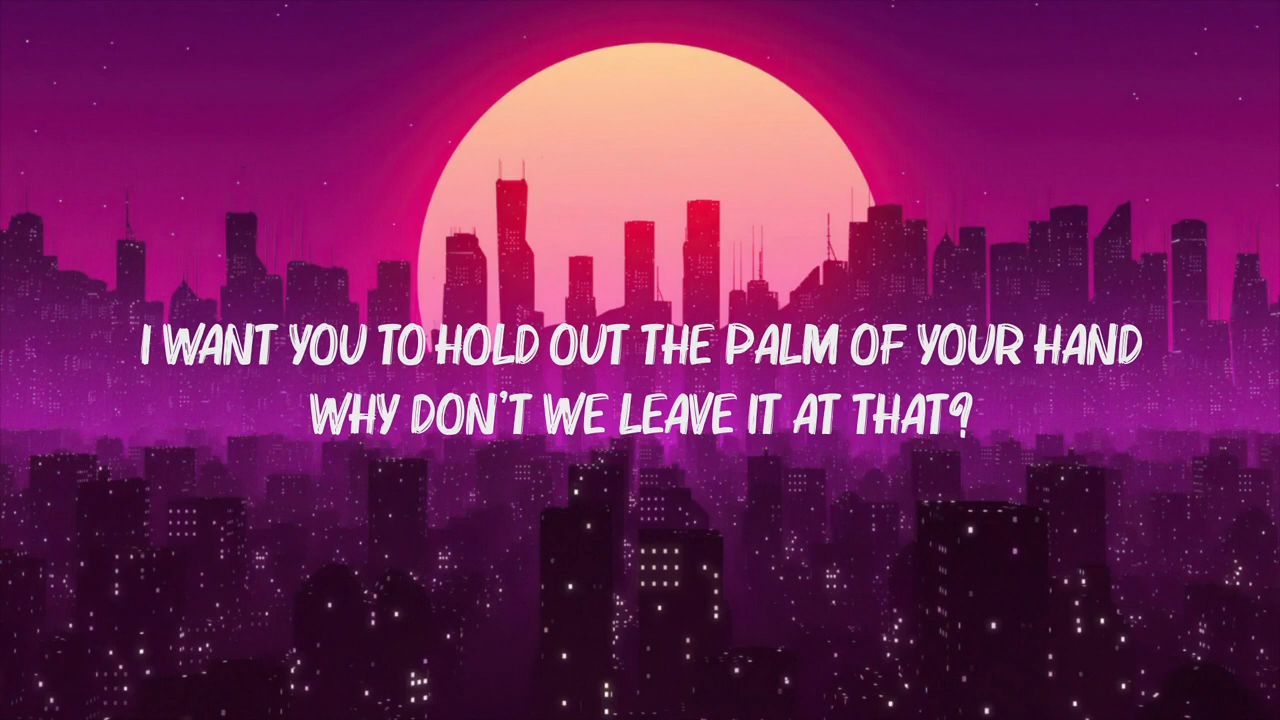 I WANT YOU TO HOLD OUT THE PALM OF YOUR HAND
WHY DON'T WE LEAVE IT AT THAT?